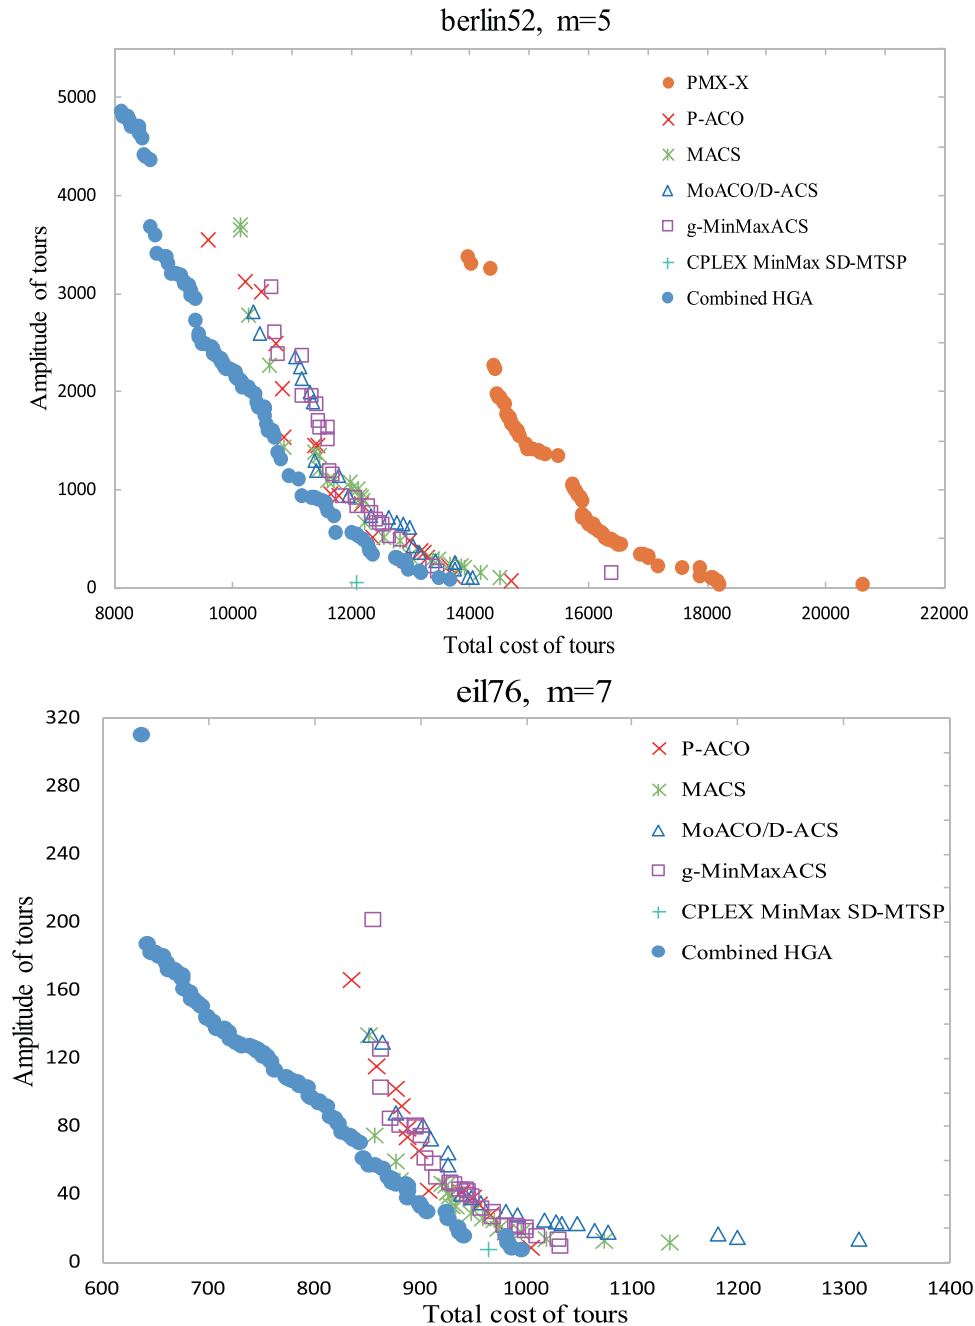 berlin52, m=5
5000
4000
3000
2000
1000
0
Amplitude of tours
PMX-X
P-ACO
MACS
MoACO/D-ACS
g-MinMaxACS
CPLEX MinMax SD-MTSP
Combined HGA
8000 10000 12000 14000 16000 18000 20000 22000
Total cost of tours
eil76, m=7
320
280
240
200
160
120
80
40
0
Amplitude of tours
P-ACO
MACS
MoACO/D-ACS
g-MinMaxACS
CPLEX MinMax SD-MTSP
Combined HGA
600 700 800 900 1000 1100 1200 1300 1400
Total cost of tours